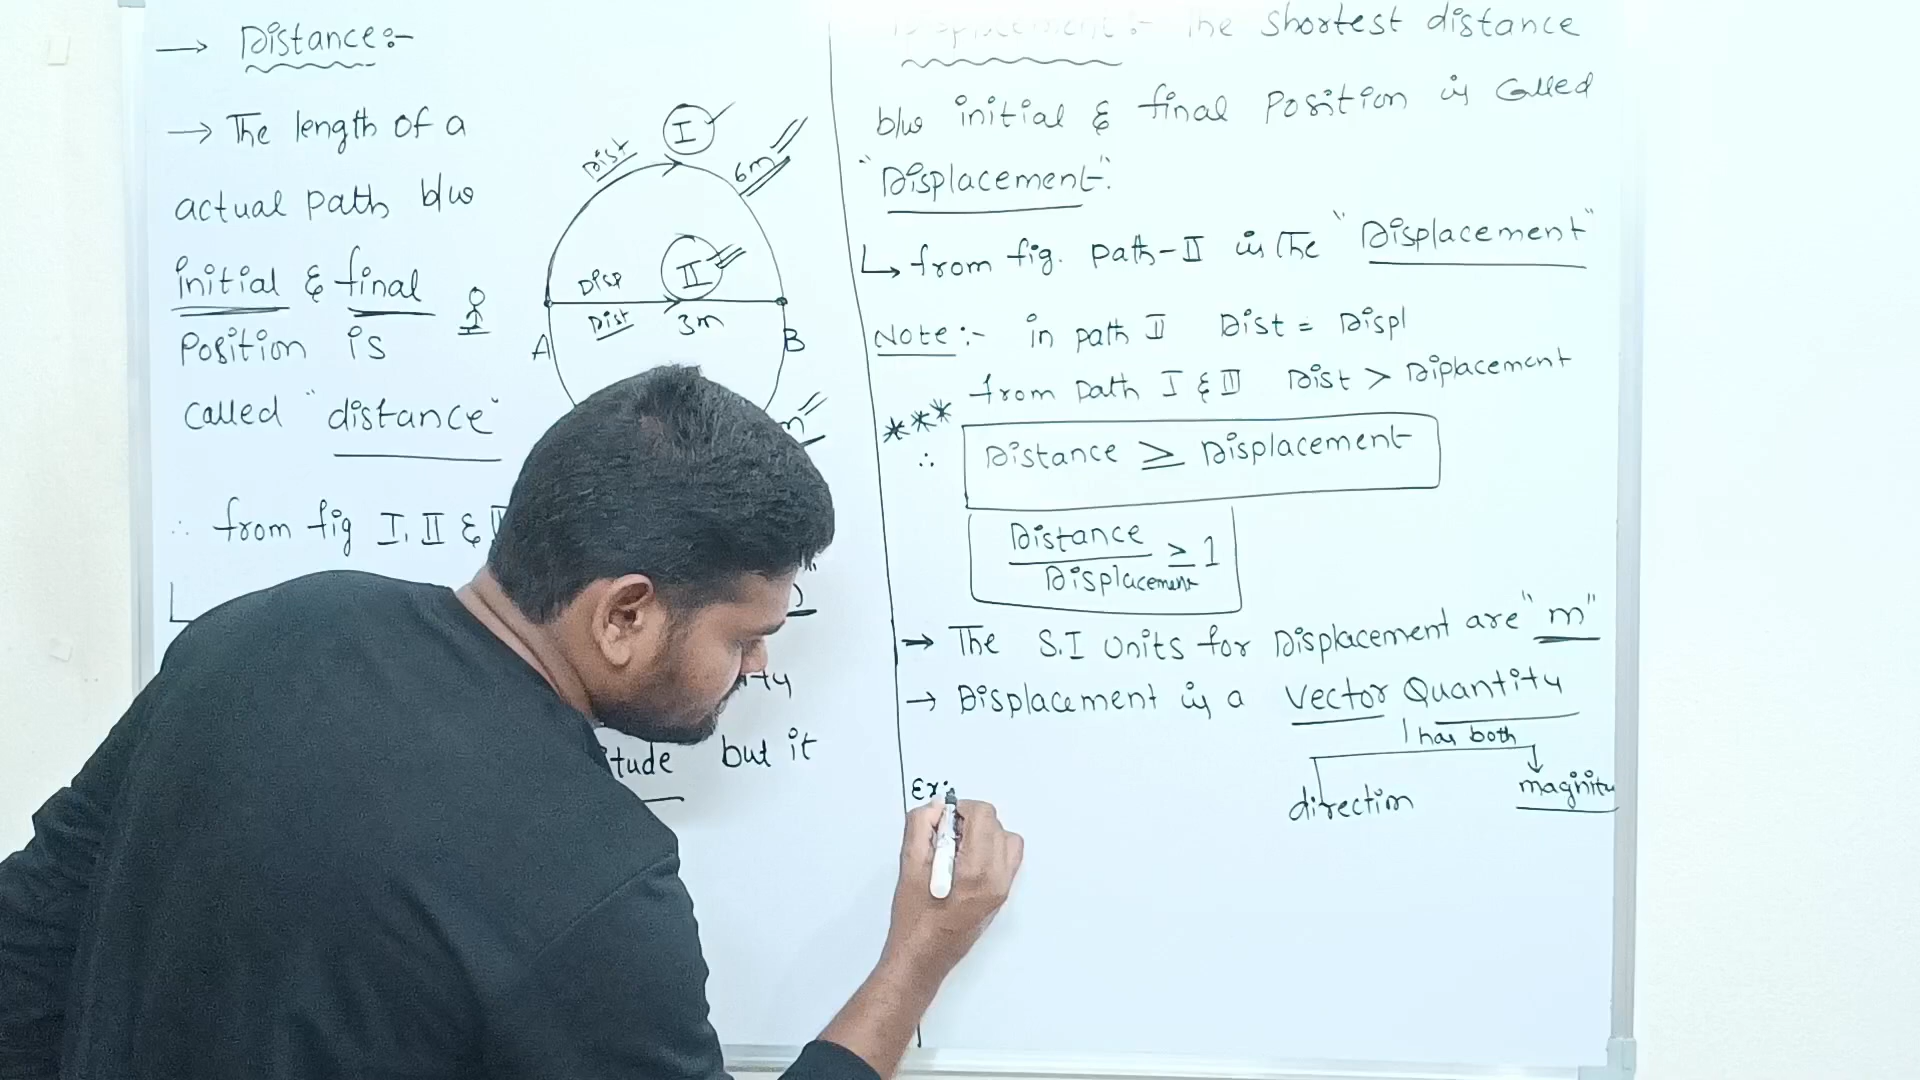 → Distance:-
→ The length of a
actual path b/w
initial & final
Position is
called "distance"
∴ from fig I, II &
I
Dist
6m
II
Disp
Dist
3m
A
B
m
but it
tude
The shortest distance
b/w initial & final Position is Called
"Displacement".
↳ from fig. path-II is The "Displacement"
Note:- in path II Dist = Displ
from path I & III Dist > Diplacement
***
∴ Distance ≥ Displacement
Distance
Displacement
≥ 1
→ The S.I Units for Displacement are "m"
→ Displacement is a Vector Quantity
has both
direction
magnitu
Ex: